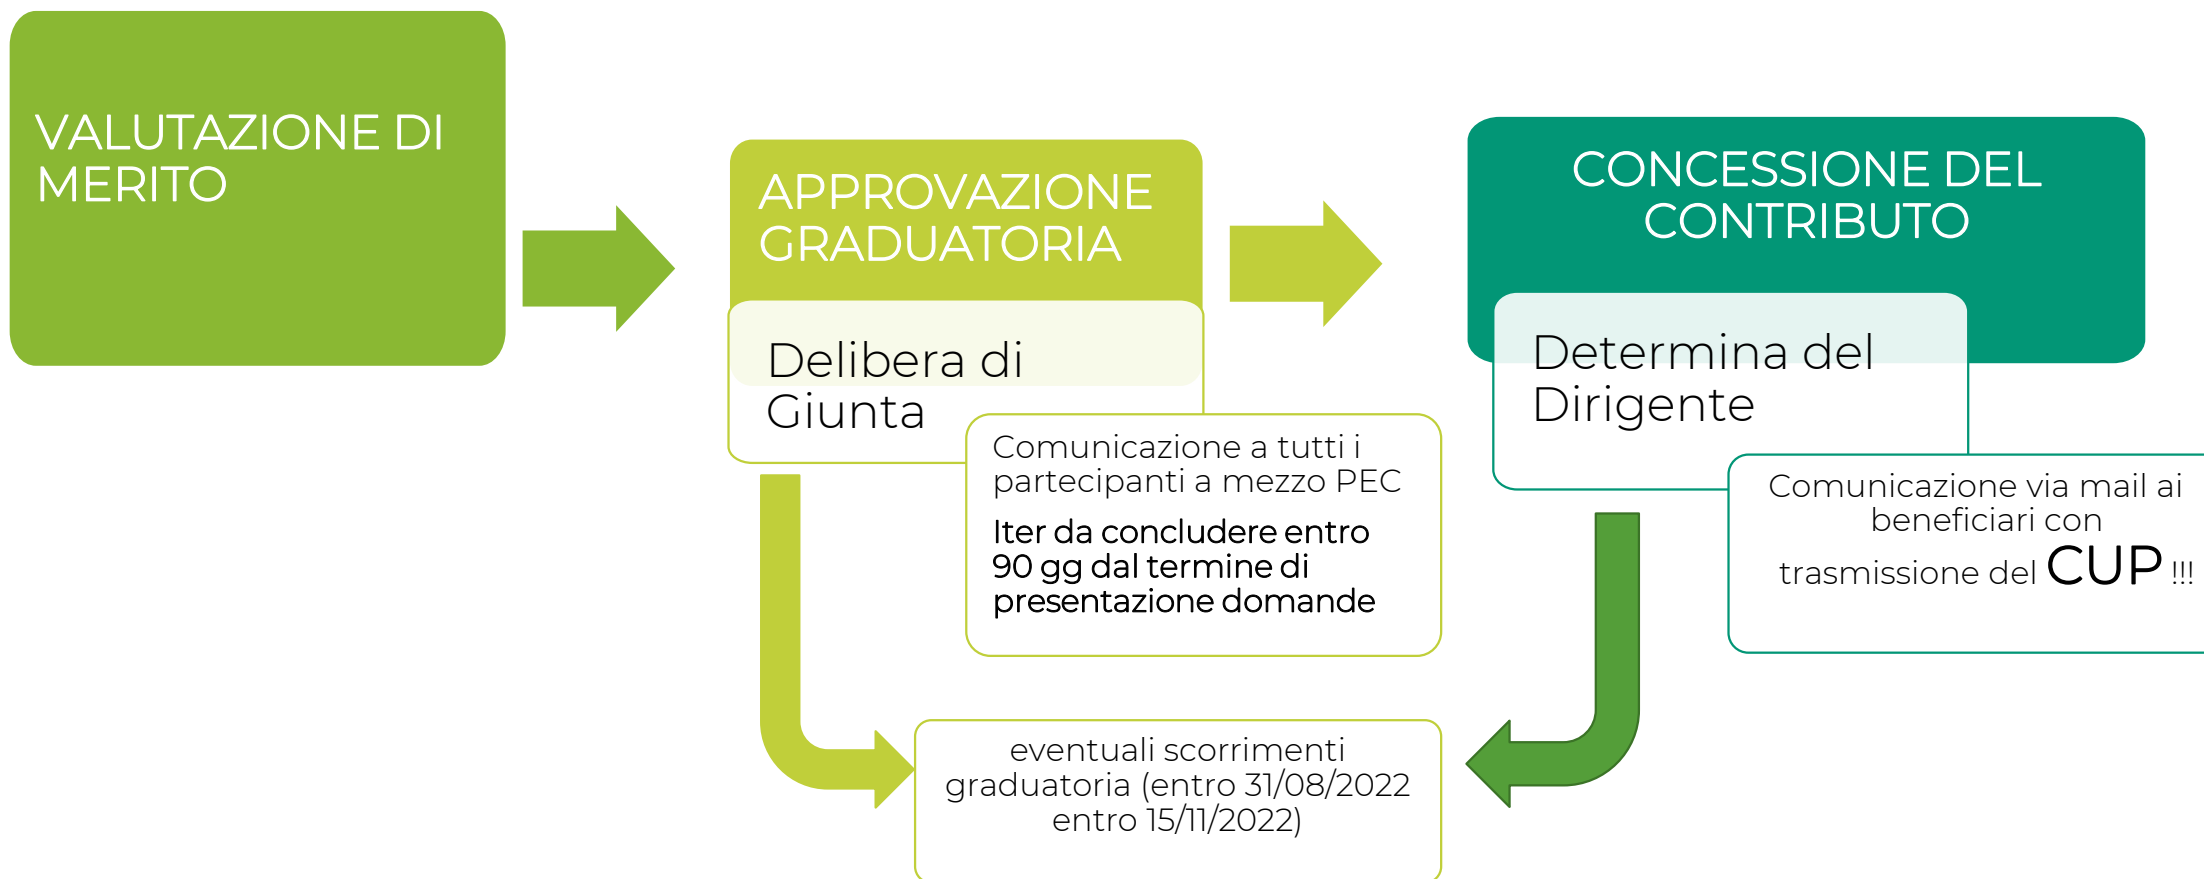 VALUTAZIONE DI
MERITO
APPROVAZIONE
GRADUATORIA
Delibera di
Giunta
Comunicazione a tutti i
partecipanti a mezzo PEC
Iter da concludere entro
90 gg dal termine di
presentazione domande
CONCESSIONE DEL
CONTRIBUTO
Determina del
Dirigente
Comunicazione via mail ai
beneficiari con
trasmissione del CUP !!!
eventuali scorrimenti
graduatoria (entro 31/08/2022
entro 15/11/2022)